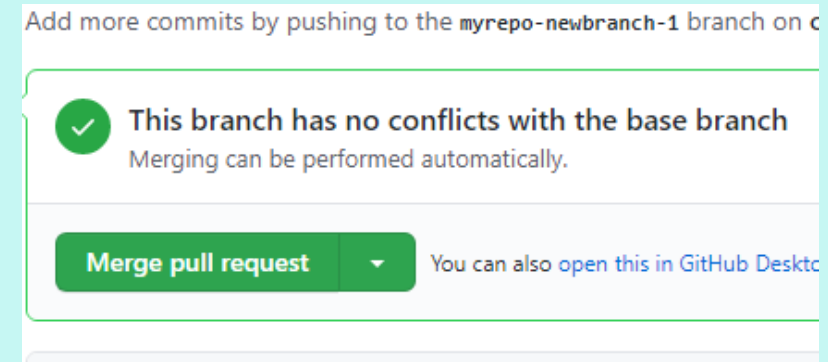 Add more commits by pushing to the myrepo-newbranch-1 branch on
This branch has no conflicts with the base branch
Merging can be performed automatically.
Merge pull request
You can also open this in GitHub Deskto